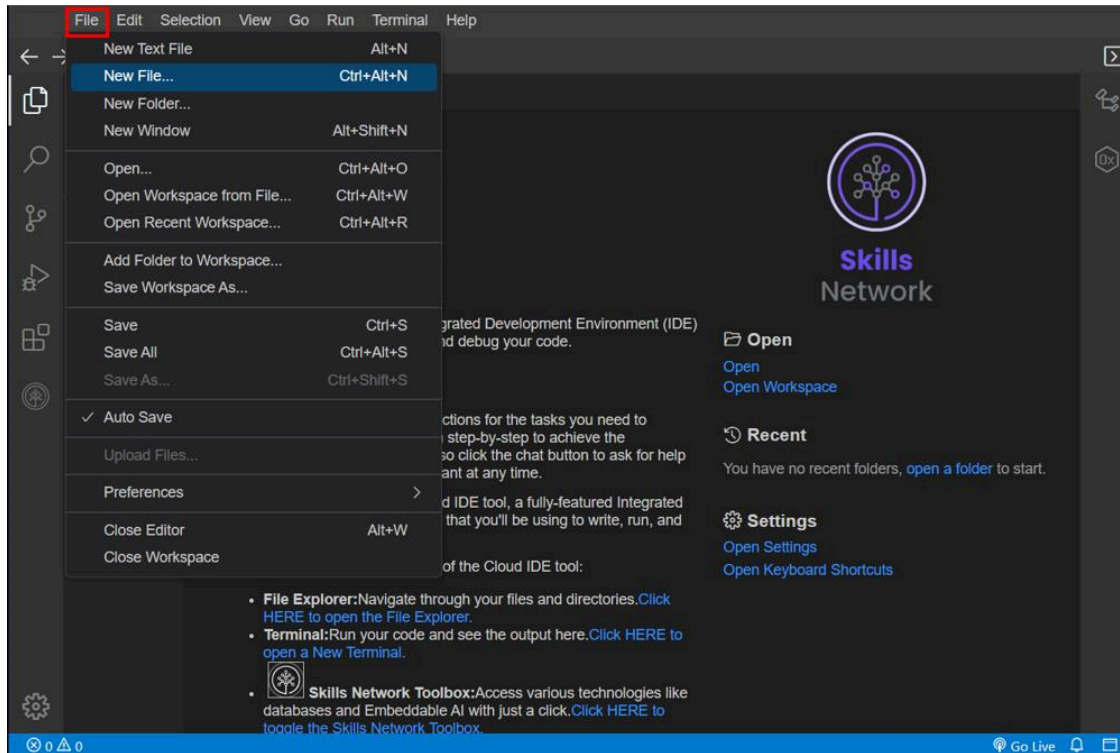 File Edit Selection View Go Run Terminal Help
New Text File Alt+N
New File... Ctrl+Alt+N
New Folder...
New Window Alt+Shift+N
Open... Ctrl+Alt+O
Open Workspace from File... Ctrl+Alt+W
Open Recent Workspace... Ctrl+Alt+R
Add Folder to Workspace...
Save Workspace As...
Save Ctrl+S
Save All Ctrl+Alt+S
Save As... Ctrl+Shift+S
Auto Save
Upload Files...
Preferences
Close Editor Alt+W
Close Workspace
grated Development Environment (IDE)
nd debug your code.
ctions for the tasks you need to
step-by-step to achieve the
so click the chat button to ask for help
ant at any time.
d IDE tool, a fully-featured Integrated
that you'll be using to write, run, and
of the Cloud IDE tool:
• File Explorer:Navigate through your files and directories.Click
HERE to open the File Explorer.
• Terminal:Run your code and see the output here.Click HERE to
open a New Terminal.
• Skills Network Toolbox:Access various technologies like
databases and Embeddable AI with just a click.Click HERE to
toggle the Skills Network Toolbox.
Skills
Network
Open
Open
Open Workspace
Recent
You have no recent folders, open a folder to start.
Settings
Open Settings
Open Keyboard Shortcuts
0x
0 0
Go Live